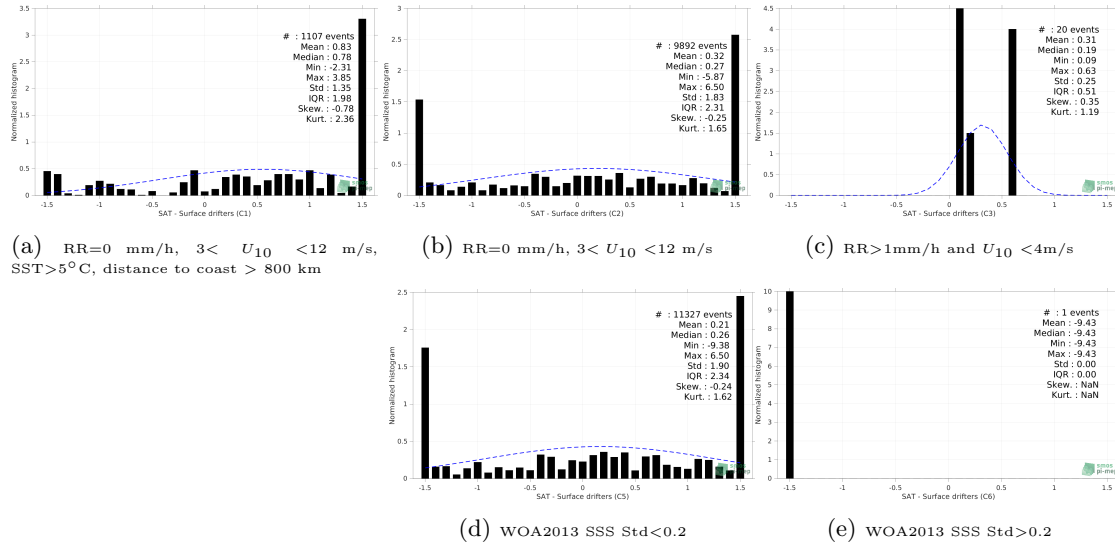 # : 1107 events
Mean : 0.83
Median : 0.78
Min : -2.31
Max : 3.85
Std : 1.35
IQR : 1.98
Skew. : -0.78
Kurt. : 2.36
Normalized histogram
3.5
3
2.5
2
1.5
1
0.5
0
-1.5 -1 -0.5 0 0.5 1 1.5
smos
pi-mep
SAT - Surface drifters (C1)
(a) RR=0 mm/h, 3< U10 <12 m/s,
SST>5°C, distance to coast > 800 km
# : 9892 events
Mean : 0.32
Median : 0.27
Min : -5.87
Max : 6.50
Std : 1.83
IQR : 2.31
Skew. : -0.25
Kurt. : 1.65
Normalized histogram
3
2.5
2
1.5
1
0.5
0
-1.5 -1 -0.5 0 0.5 1 1.5
smos
pi-mep
SAT - Surface drifters (C2)
(b) RR=0 mm/h, 3< U10 <12 m/s
# : 20 events
Mean : 0.31
Median : 0.19
Min : 0.09
Max : 0.63
Std : 0.25
IQR : 0.51
Skew. : 0.35
Kurt. : 1.19
Normalized histogram
4.5
4
3.5
3
2.5
2
1.5
1
0.5
0
-1.5 -1 -0.5 0 0.5 1 1.5
smos
pi-mep
SAT - Surface drifters (C3)
(c) RR>1mm/h and U10 <4m/s
# : 11327 events
Mean : 0.21
Median : 0.26
Min : -9.38
Max : 6.50
Std : 1.90
IQR : 2.34
Skew. : -0.24
Kurt. : 1.62
Normalized histogram
2.5
2
1.5
1
0.5
0
-1.5 -1 -0.5 0 0.5 1 1.5
smos
pi-mep
SAT - Surface drifters (C5)
(d) WOA2013 SSS Std<0.2
# : 1 events
Mean : -9.43
Median : -9.43
Min : -9.43
Max : -9.43
Std : 0.00
IQR : 0.00
Skew. : NaN
Kurt. : NaN
Normalized histogram
10
9
8
7
6
5
4
3
2
1
0
-1.5 -1 -0.5 0 0.5 1 1.5
smos
pi-mep
SAT - Surface drifters (C6)
(e) WOA2013 SSS Std>0.2